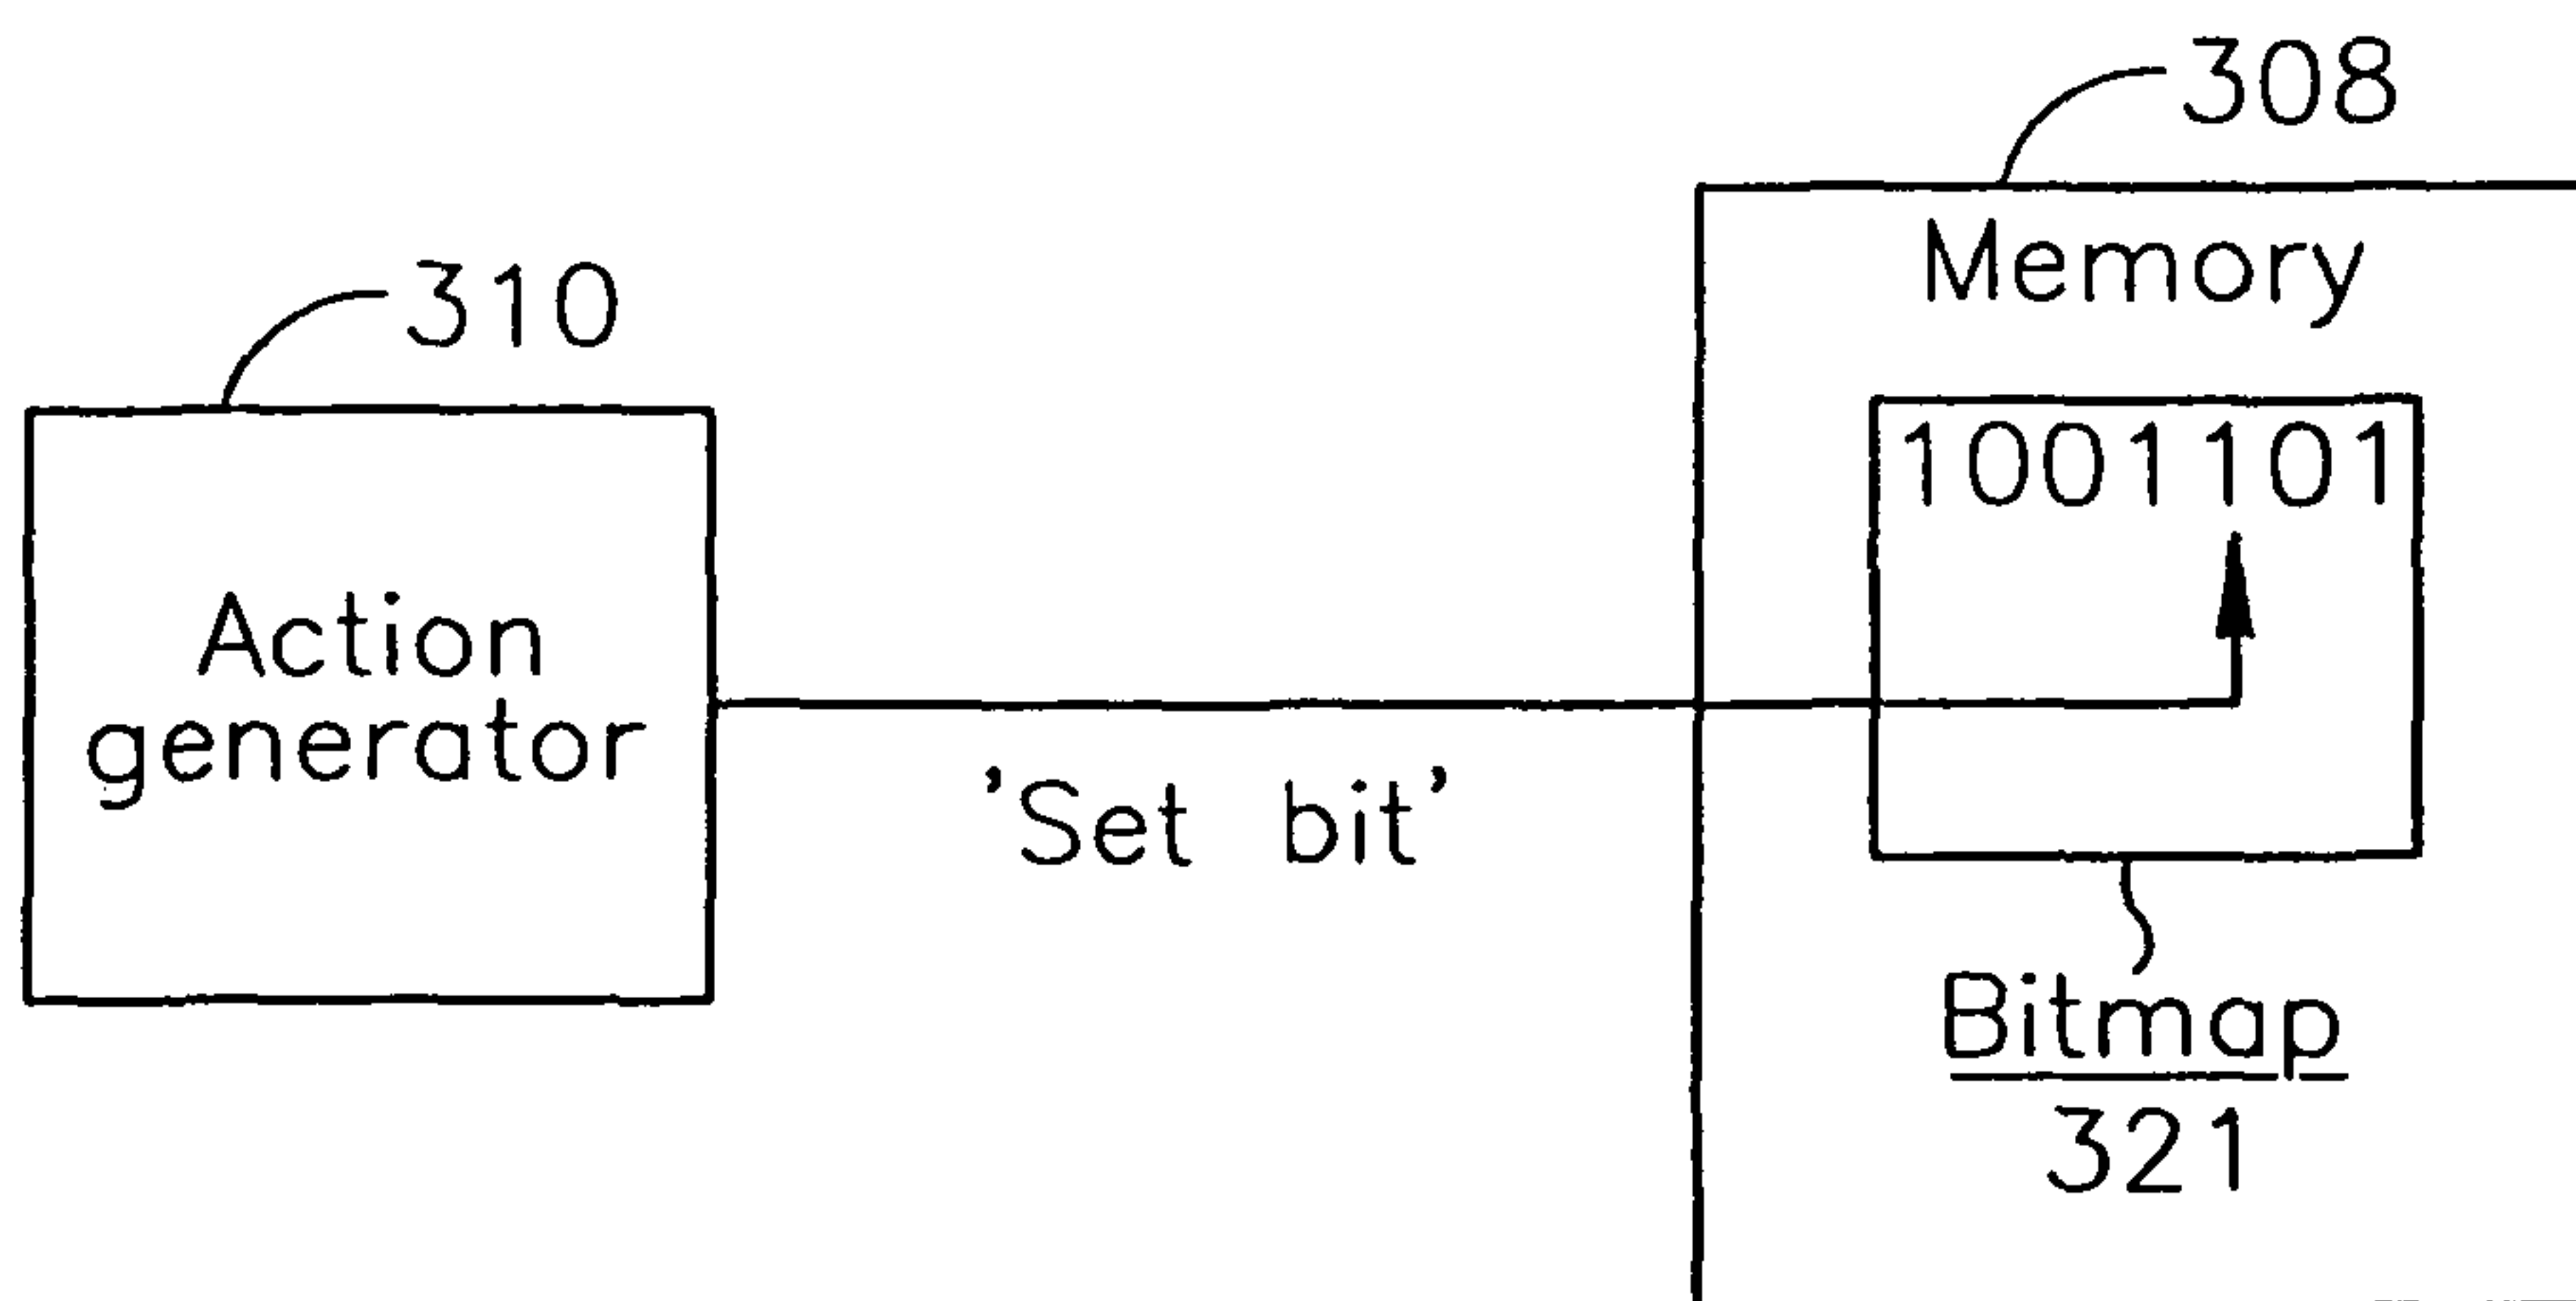 308
Memory
310
1001101
Action
generator
'Set bit'
Bitmap
321